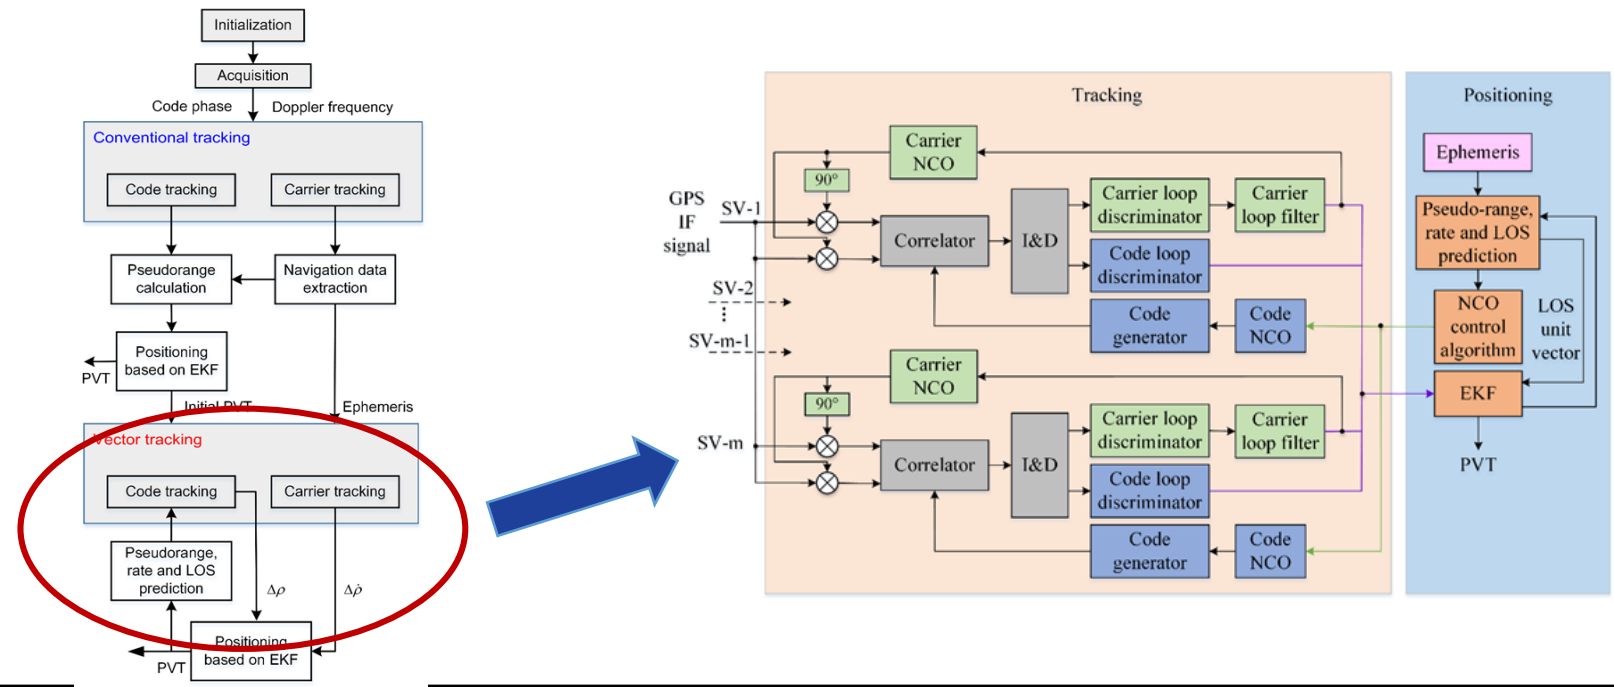 Initialization
Acquisition
Code phase
Doppler frequency
Conventional tracking
Code tracking
Carrier tracking
Pseudorange
calculation
Navigation data
extraction
Positioning
based on EKF
PVT
Initial PVT
Ephemeris
Vector tracking
Code tracking
Carrier tracking
Pseudorange,
rate and LOS
prediction
Δρ
Δρ̇
Positioning
based on EKF
PVT
Tracking
GPS
IF
signal
SV-1
SV-2
SV-m-1
SV-m
Carrier
NCO
90°
Correlator
I&D
Carrier loop
discriminator
Carrier
loop filter
Code loop
discriminator
Code
generator
Code
NCO
Carrier
NCO
90°
Correlator
I&D
Carrier loop
discriminator
Carrier
loop filter
Code loop
discriminator
Code
generator
Code
NCO
Positioning
Ephemeris
Pseudo-range,
rate and LOS
prediction
NCO
control
algorithm
LOS
unit
vector
EKF
PVT